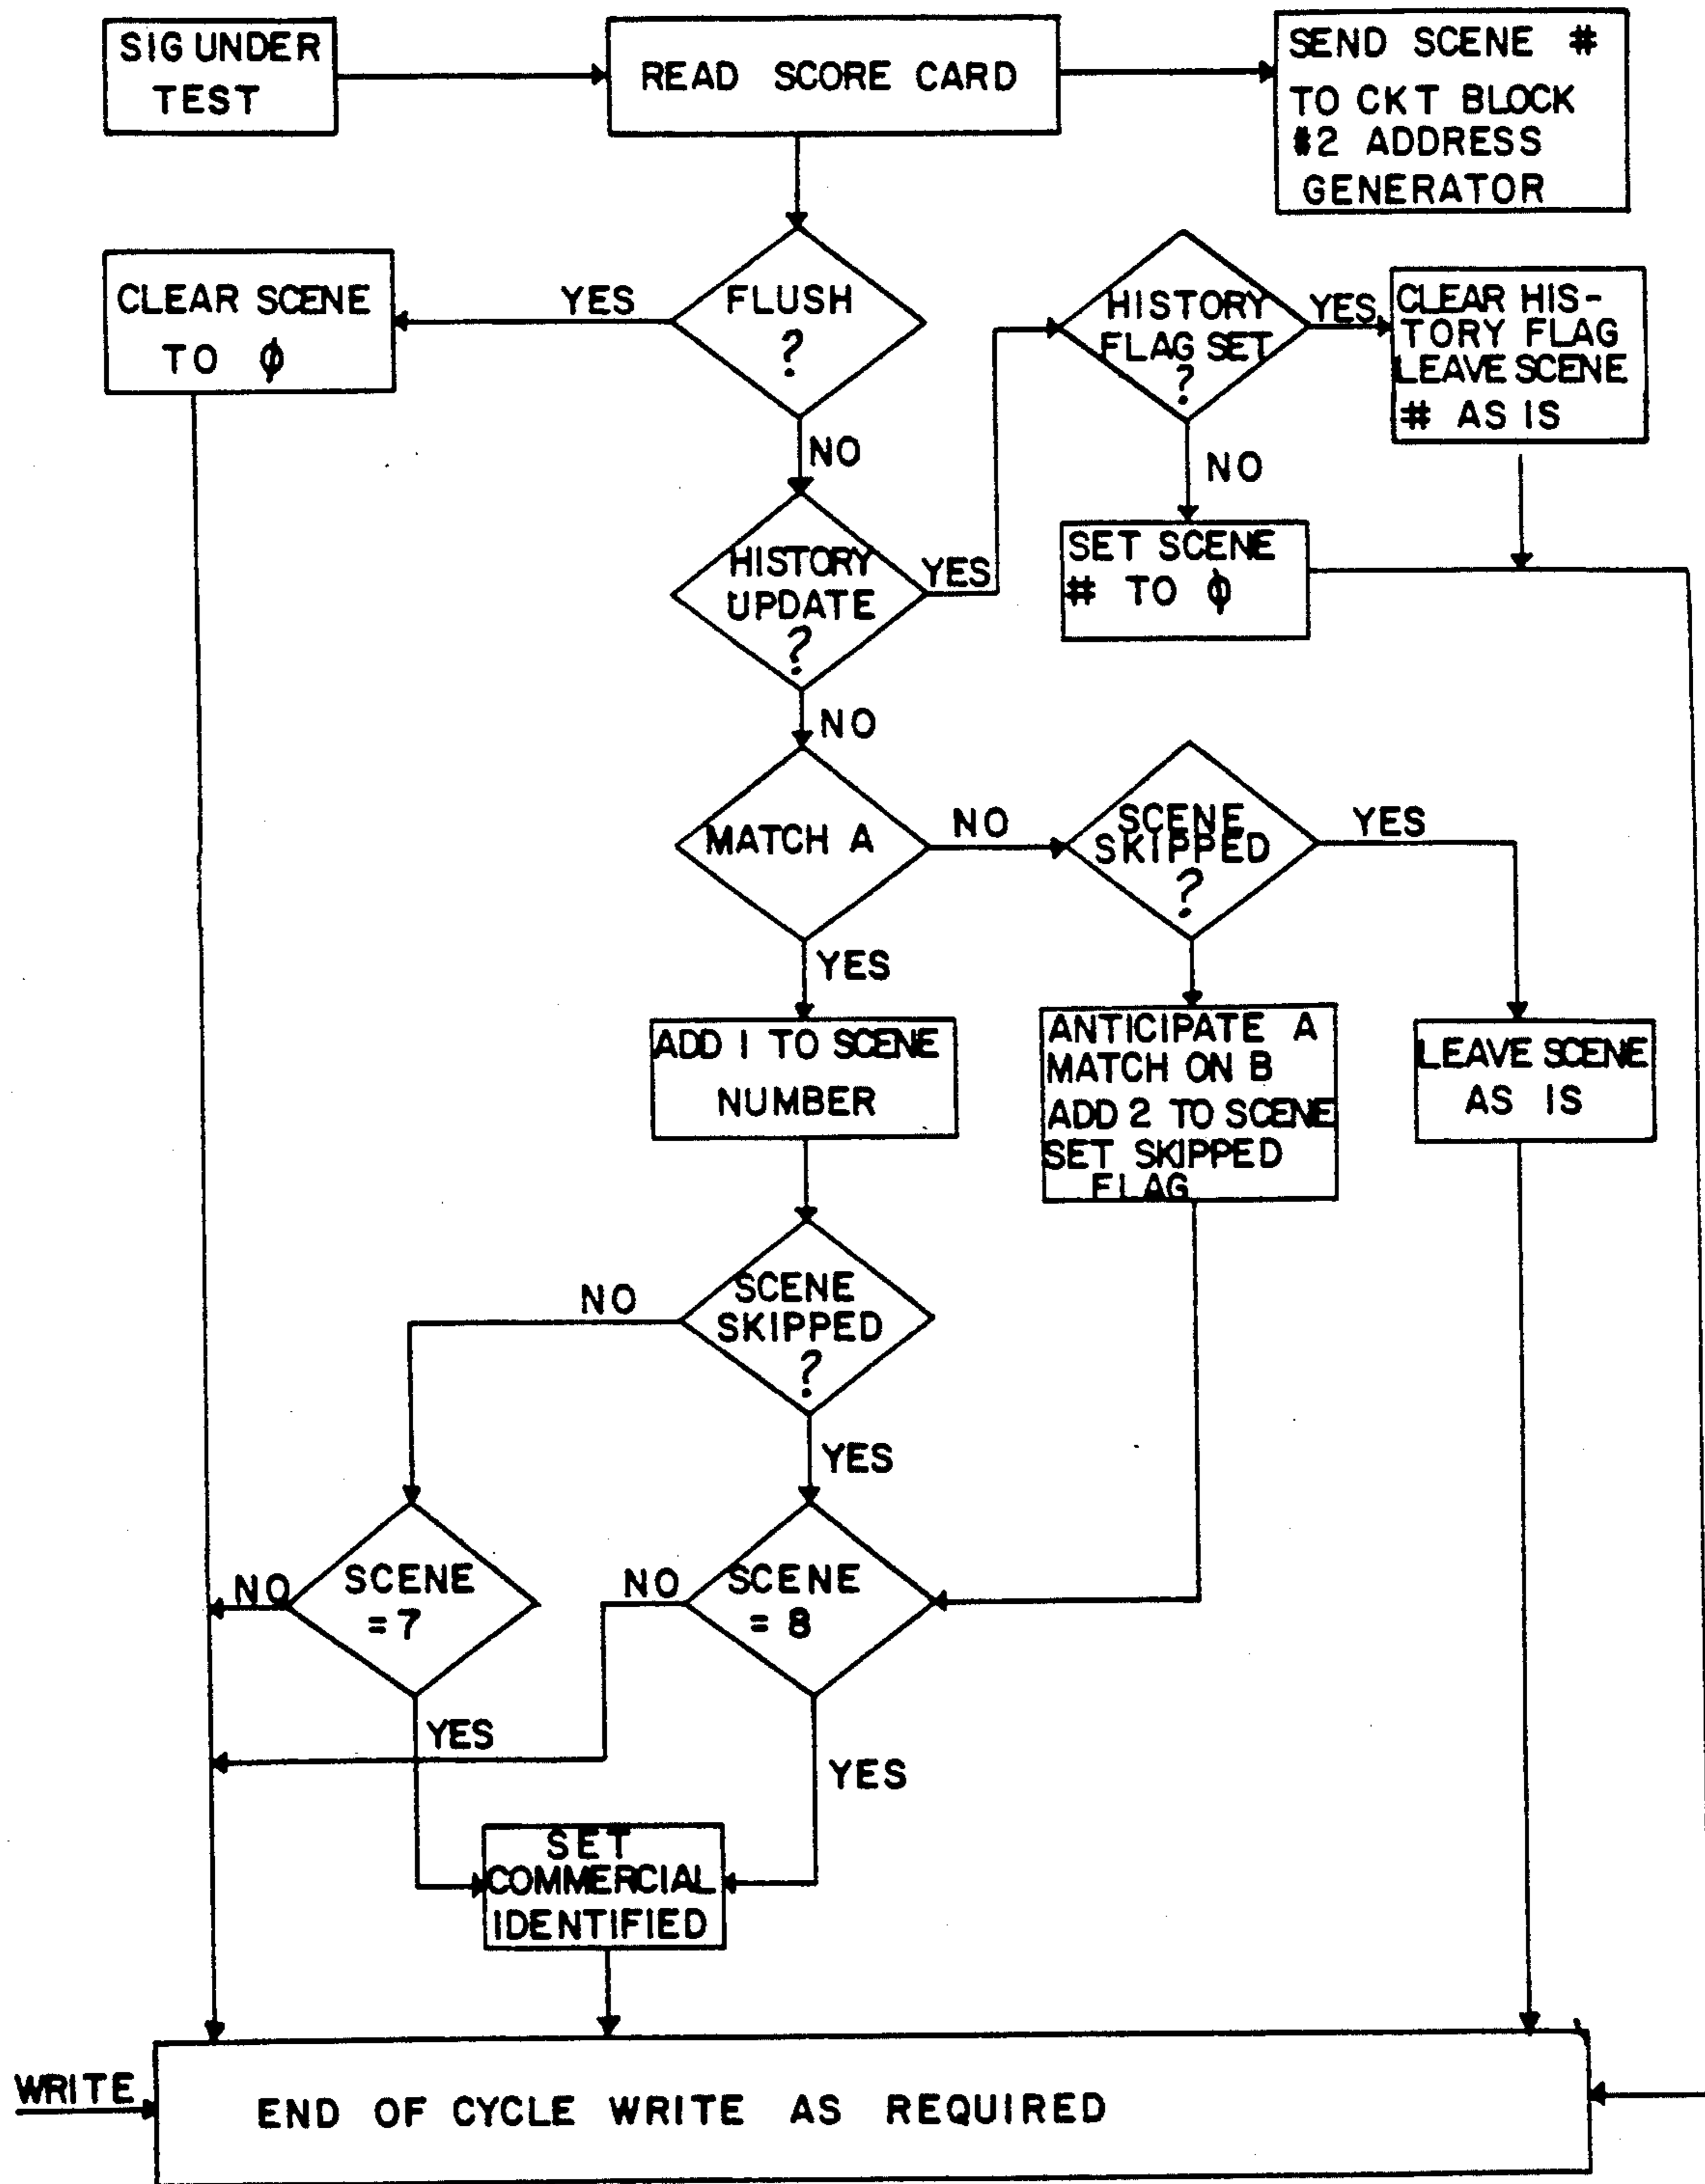 SIG UNDER
TEST
READ SCORE CARD
SEND SCENE #
TO CKT BLOCK
#2 ADDRESS
GENERATOR
CLEAR SCENE
TO ϕ
YES
FLUSH
?
NO
HISTORY
FLAG SET
?
YES
CLEAR HIS-
TORY FLAG
LEAVE SCENE
# AS IS
NO
SET SCENE
# TO ϕ
HISTORY
UPDATE
?
YES
NO
MATCH A
NO
SCENE
SKIPPED
?
YES
YES
ADD 1 TO SCENE
NUMBER
ANTICIPATE A
MATCH ON B
ADD 2 TO SCENE
SET SKIPPED
FLAG
LEAVE SCENE
AS IS
NO
SCENE
SKIPPED
?
YES
NO
SCENE
= 7
NO
SCENE
= 8
YES
YES
SET
COMMERCIAL
IDENTIFIED
WRITE
END OF CYCLE WRITE AS REQUIRED